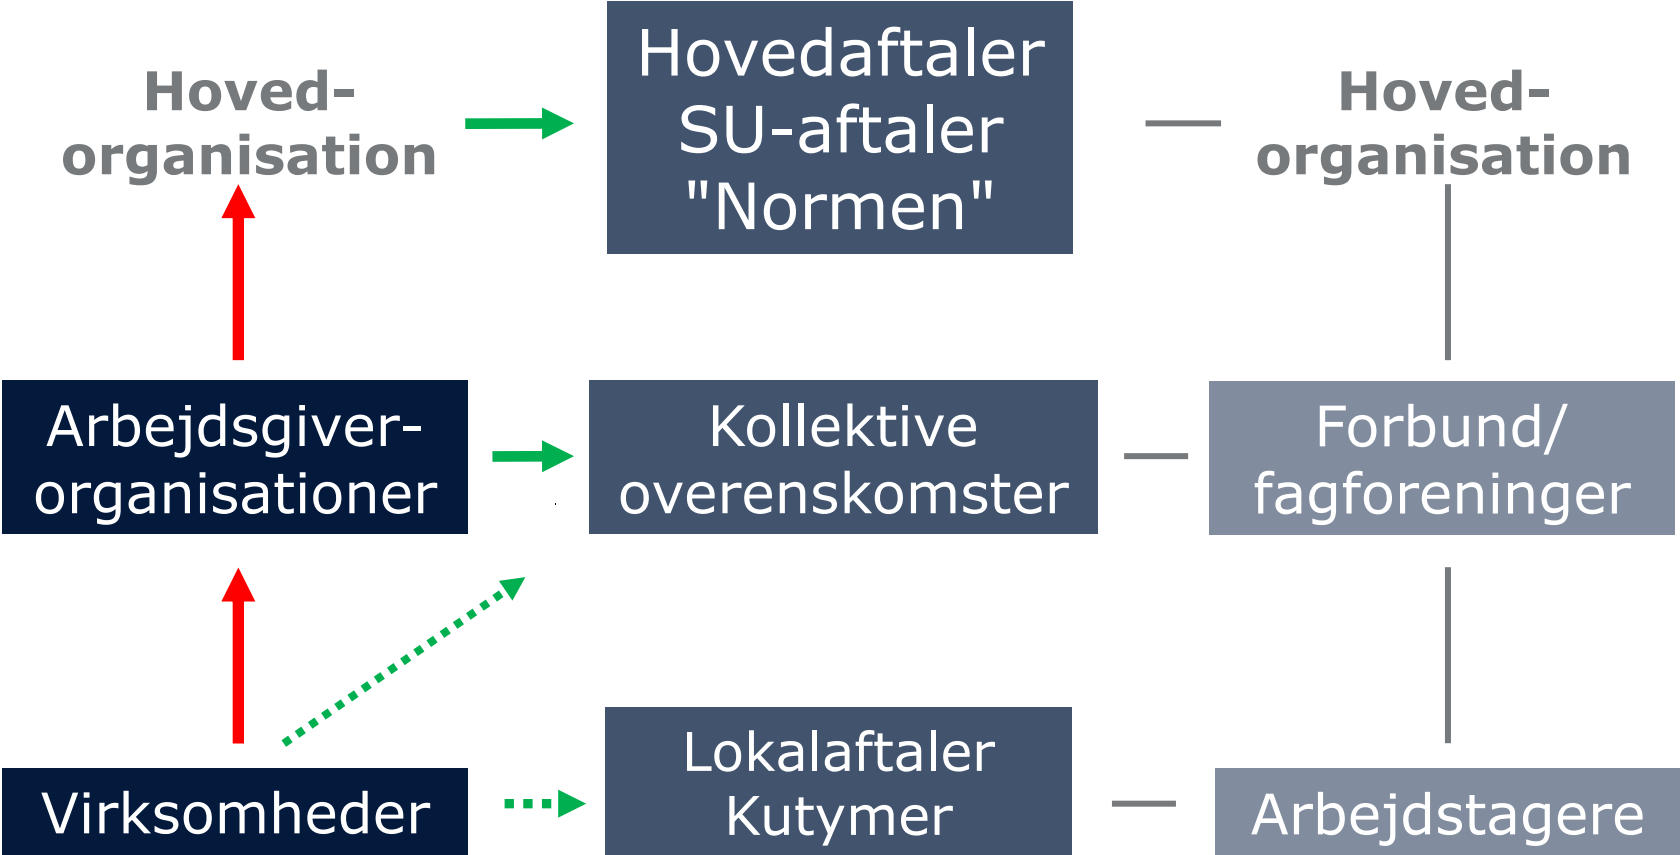 Hoved-
organisation
Hovedaftaler
SU-aftaler
"Normen"
Hoved-
organisation
Arbejdsgiver-
organisationer
Kollektive
overenskomster
Forbund/
fagforeninger
Virksomheder
Lokalaftaler
Kutymer
Arbejdstagere